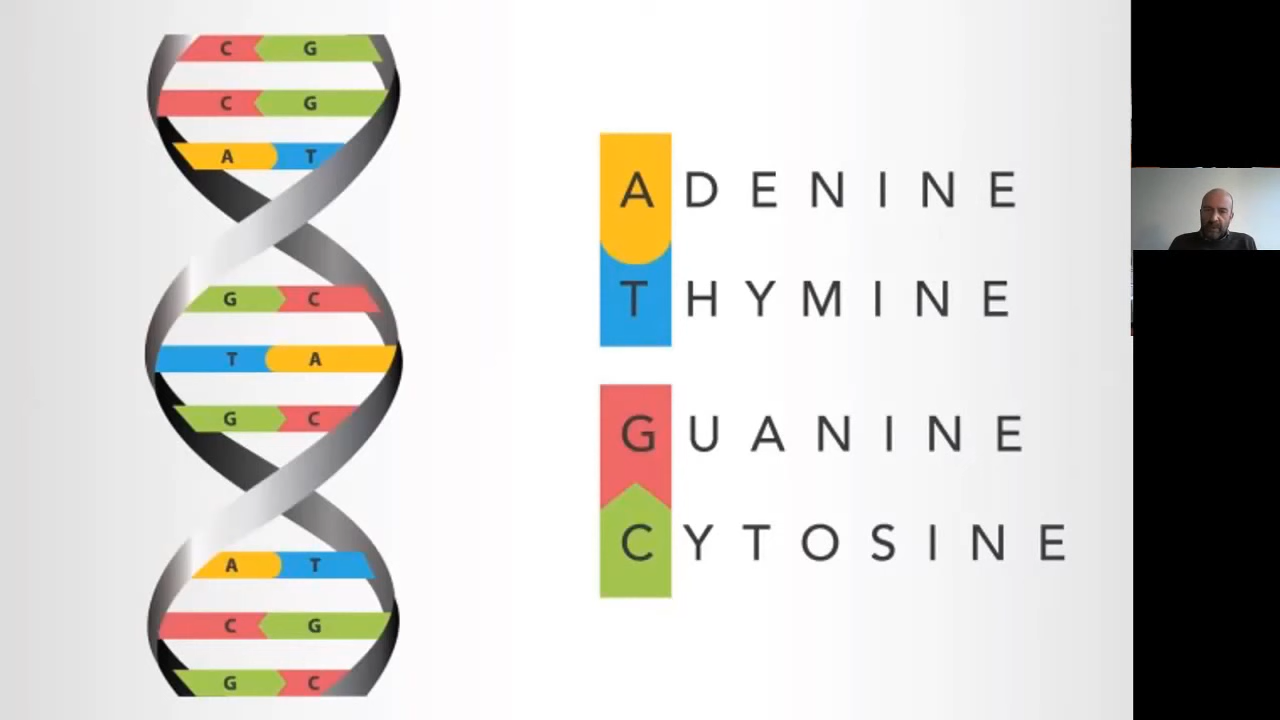 C G
C G
A T
G C
T A
G C
A T
C G
G C
ADENINE
THYMINE
GUANINE
CYTOSINE